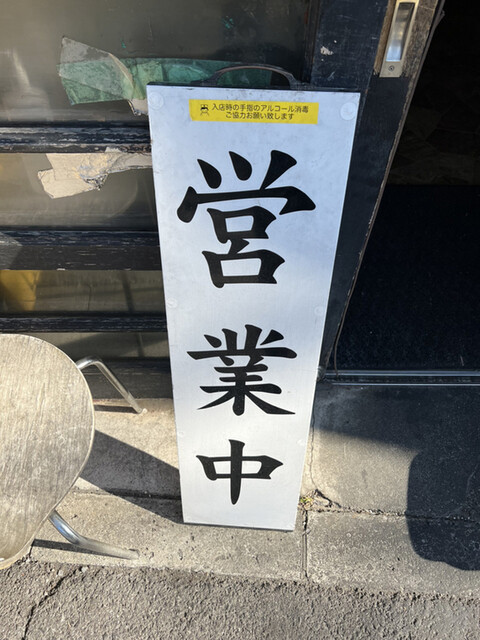 入店時の手指のアルコール消毒
ご協力お願い致します
営業中